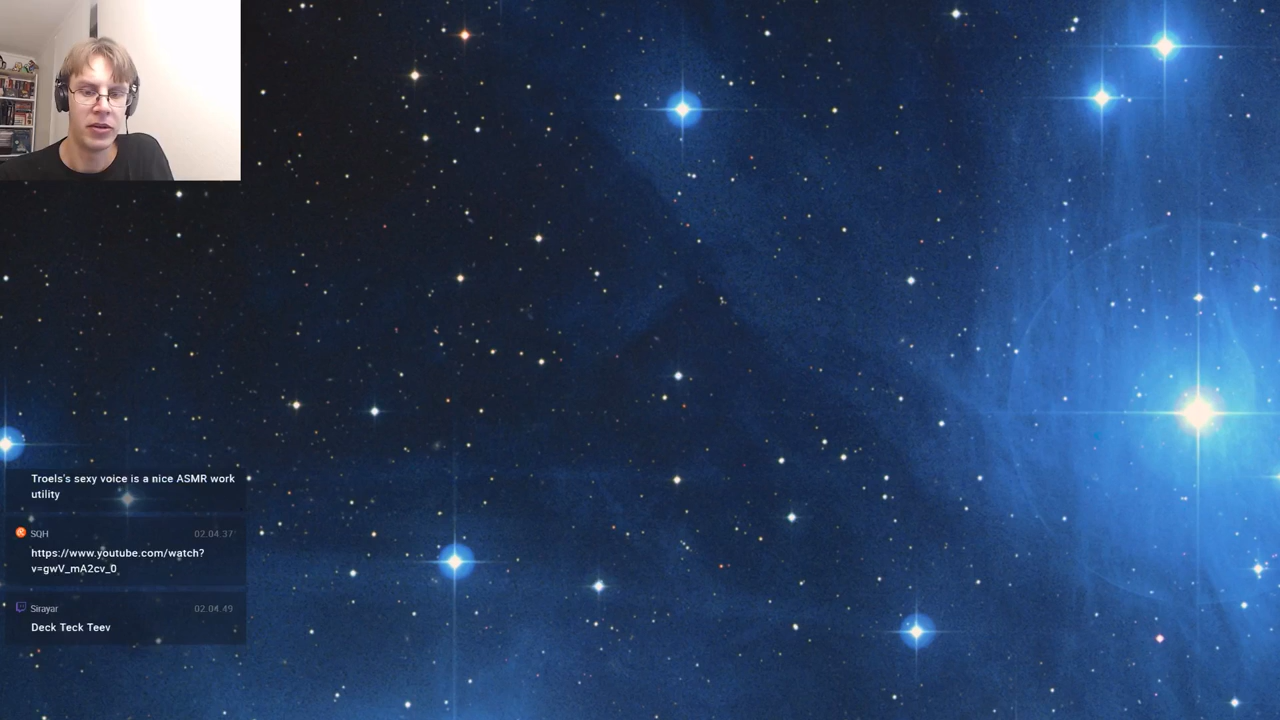 Troels's sexy voice is a nice ASMR work
utility
SQH 02.04.37
https://www.youtube.com/watch?
v=gwV_mA2cv_0
Sirayar 02.04.49
Deck Teck Teev